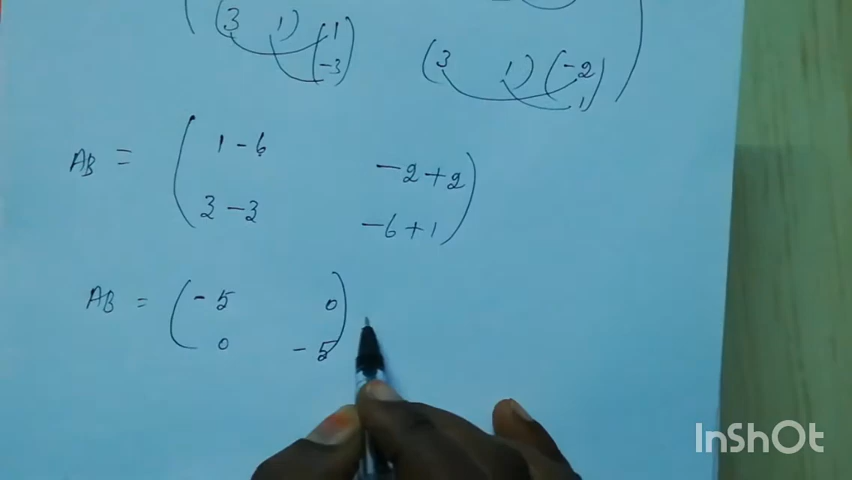 (3 1) (1 (3 1) (-2
-3) 1)
AB = ( 1 - 6 -2 + 2
3 - 3 -6 + 1 )
AB = ( -5 0
0 -5 )
InShOt